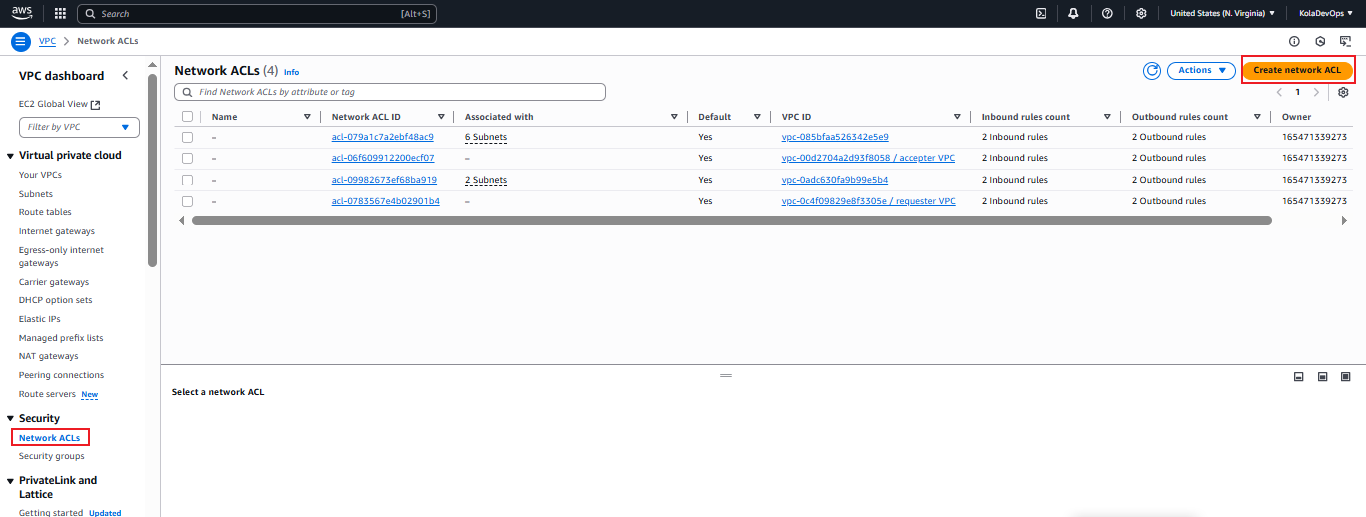 aws Search [Alt+S] United States (N. Virginia) KolaDevOps
VPC Network ACLs
VPC dashboard
EC2 Global View
Filter by VPC
Virtual private cloud
Your VPCs
Subnets
Route tables
Internet gateways
Egress-only internet
gateways
Carrier gateways
DHCP option sets
Elastic IPs
Managed prefix lists
NAT gateways
Peering connections
Route servers New
Security
Network ACLs
Security groups
PrivateLink and
Lattice
Getting started Updated
Network ACLs (4) Info Actions Create network ACL
Find Network ACLs by attribute or tag 1
Name Network ACL ID Associated with Default VPC ID Inbound rules count Outbound rules count Owner
– acl-079a1c7a2ebf48ac9 6 Subnets Yes vpc-085bfaa526342e5e9 2 Inbound rules 2 Outbound rules 165471339273
– acl-06f609912200ecf07 – Yes vpc-00d2704a2d93f8058 / accepter VPC 2 Inbound rules 2 Outbound rules 165471339273
– acl-09982673ef68ba919 2 Subnets Yes vpc-0adc630fa9b99e5b4 2 Inbound rules 2 Outbound rules 165471339273
– acl-0783567e4b02901b4 – Yes vpc-0c4f09829e8f3305e / requester VPC 2 Inbound rules 2 Outbound rules 165471339273
Select a network ACL